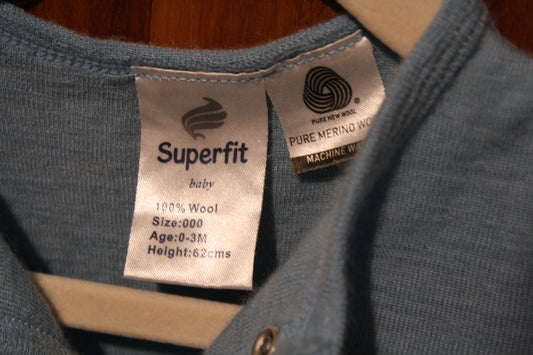 Superfit
baby
100% Wool
Size:000
Age:0-3M
Height:62cms
PURE NEW WOOL
PURE MERINO WO
MACHINE WA